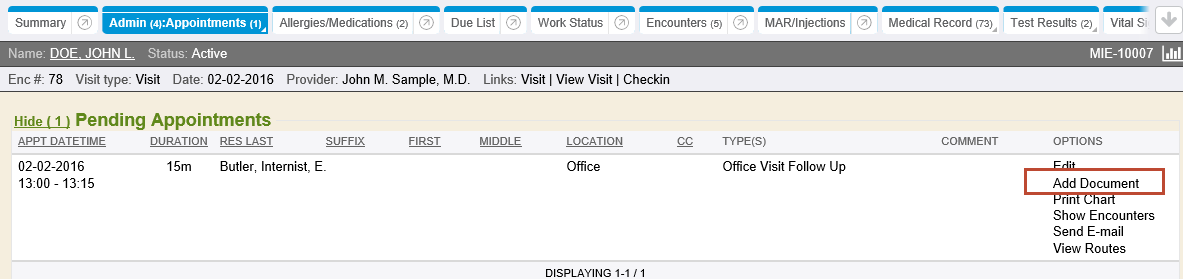 Summary Admin (4):Appointments (1) Allergies/Medications (2) Due List Work Status Encounters (5) MAR/Injections Medical Record (73) Test Results (2) Vital Si
Name: DOE, JOHN L. Status: Active MIE-10007
Enc #: 78 Visit type: Visit Date: 02-02-2016 Provider: John M. Sample, M.D. Links: Visit | View Visit | Checkin
Hide ( 1 ) Pending Appointments
APPT DATETIME DURATION RES LAST SUFFIX FIRST MIDDLE LOCATION CC TYPE(S) COMMENT OPTIONS
02-02-2016 15m Butler, Internist, E. Office Office Visit Follow Up Edit
13:00 - 13:15 Add Document
Print Chart
Show Encounters
Send E-mail
View Routes
DISPLAYING 1-1 / 1